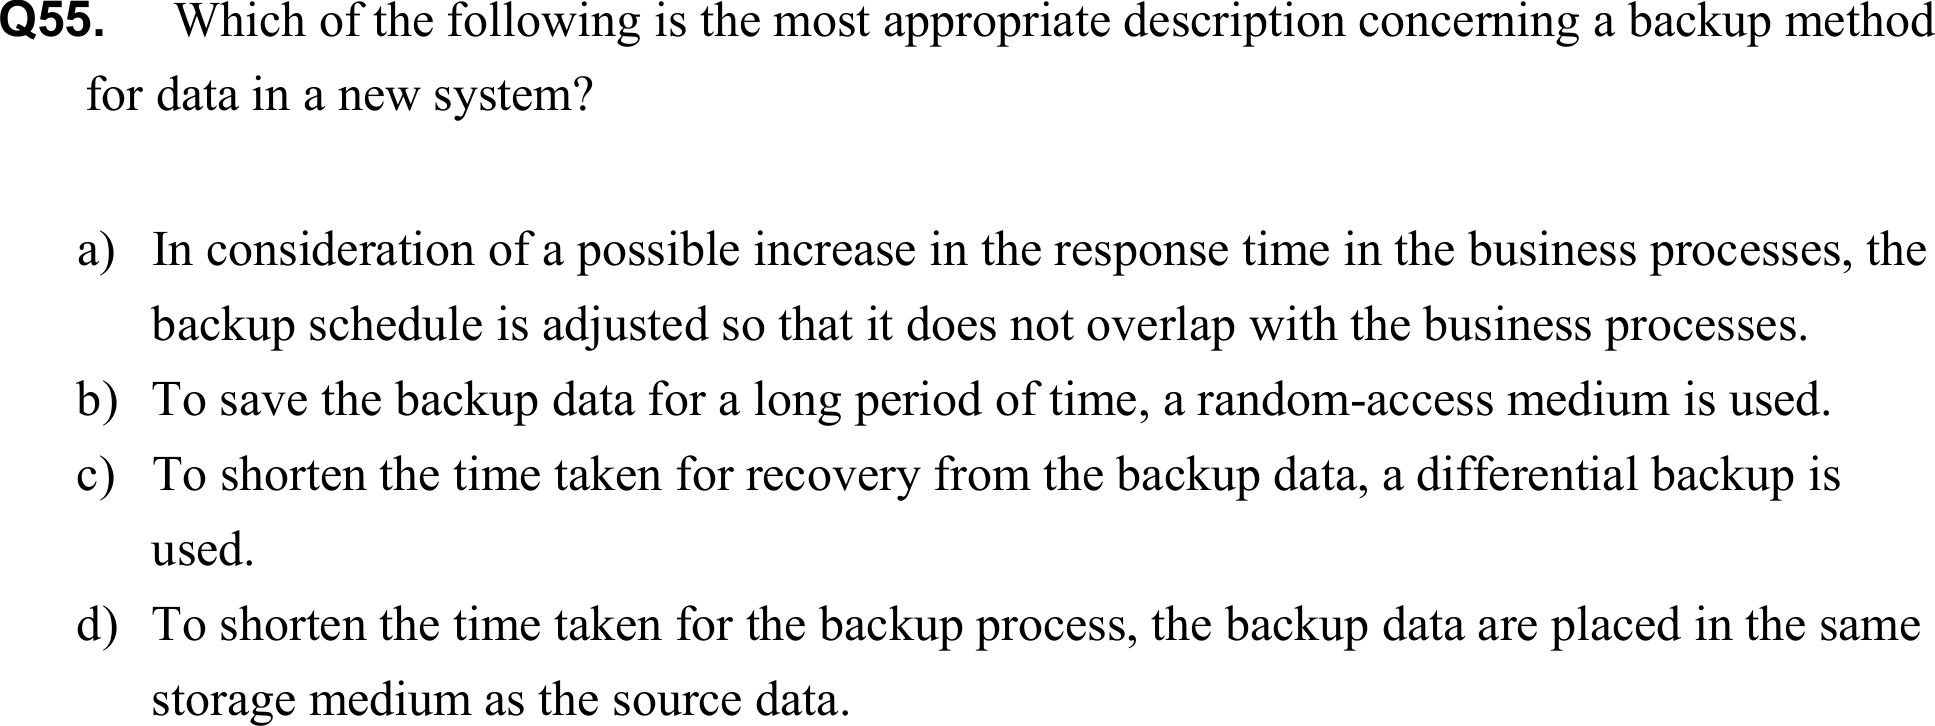 Q55. Which of the following is the most appropriate description concerning a backup method
for data in a new system?
a) In consideration of a possible increase in the response time in the business processes, the
backup schedule is adjusted so that it does not overlap with the business processes.
b) To save the backup data for a long period of time, a random-access medium is used.
c) To shorten the time taken for recovery from the backup data, a differential backup is
used.
d) To shorten the time taken for the backup process, the backup data are placed in the same
storage medium as the source data.